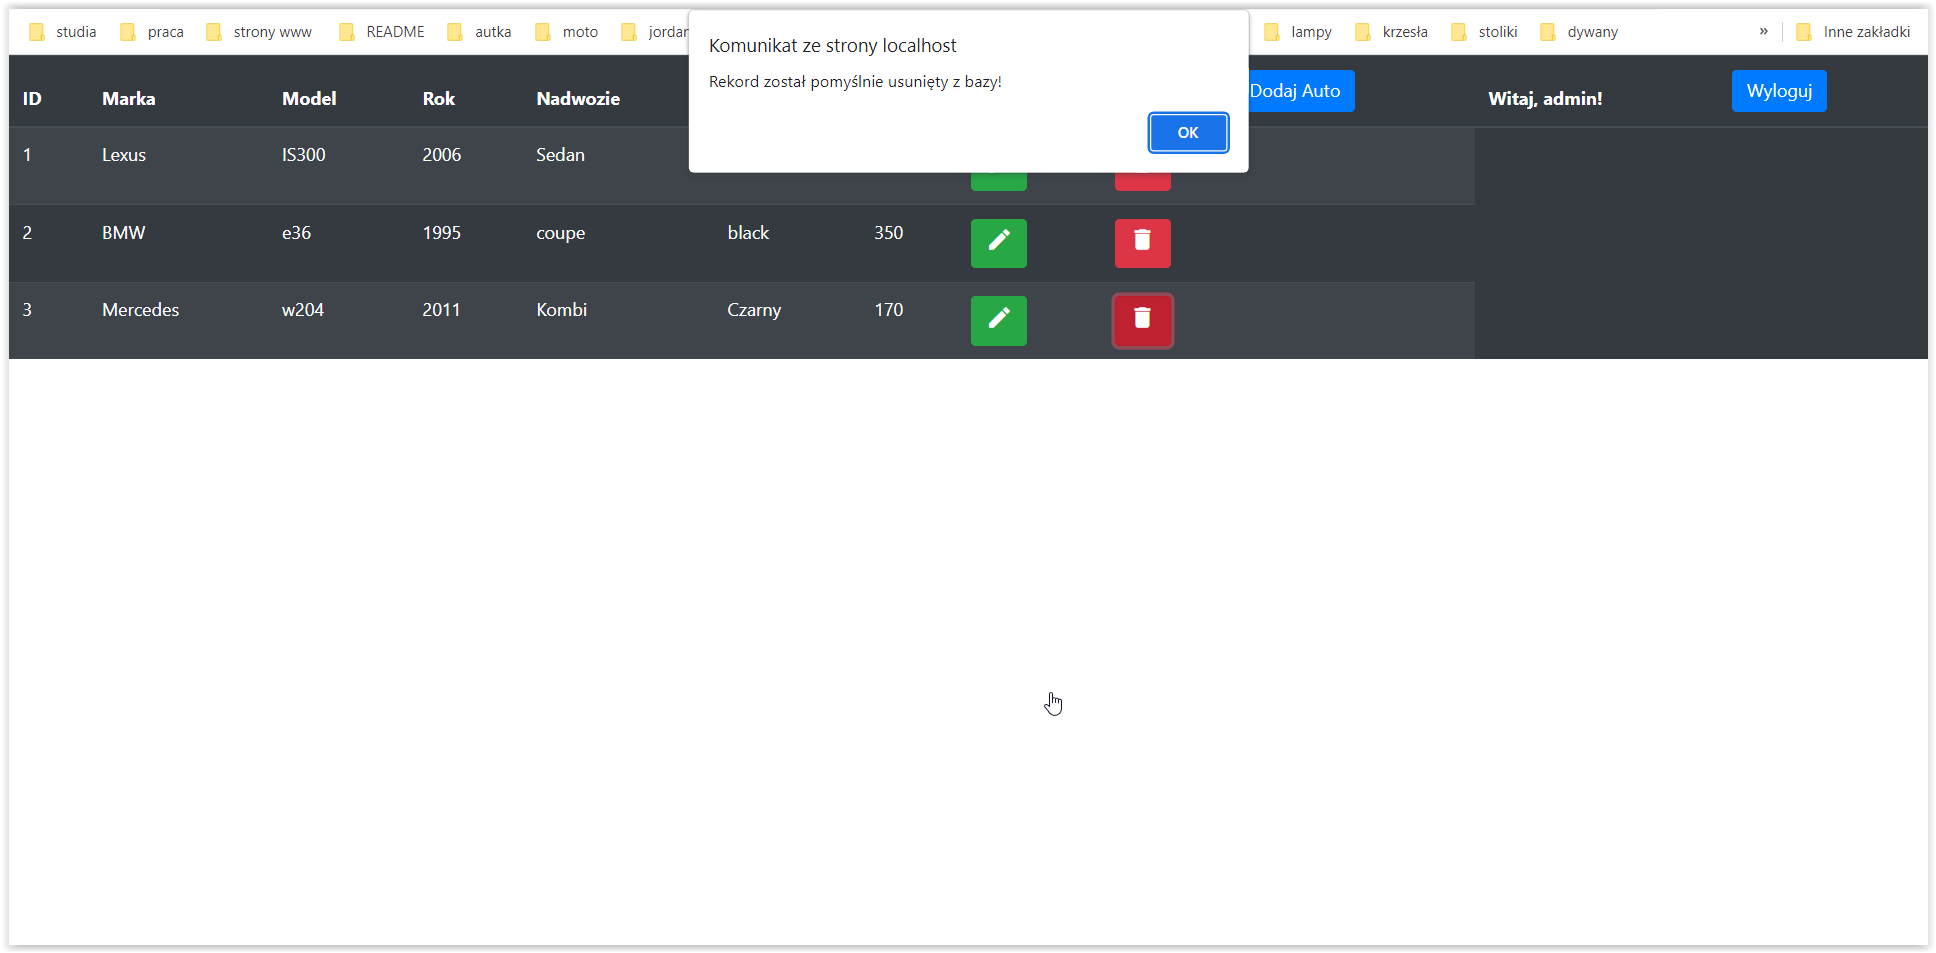 studia praca strony www README autka moto jordan lampy krzesła stoliki dywany » Inne zakładki
Komunikat ze strony localhost
Rekord został pomyślnie usunięty z bazy!
OK
ID Marka Model Rok Nadwozie Dodaj Auto Witaj, admin! Wyloguj
1 Lexus IS300 2006 Sedan
2 BMW e36 1995 coupe black 350
3 Mercedes w204 2011 Kombi Czarny 170